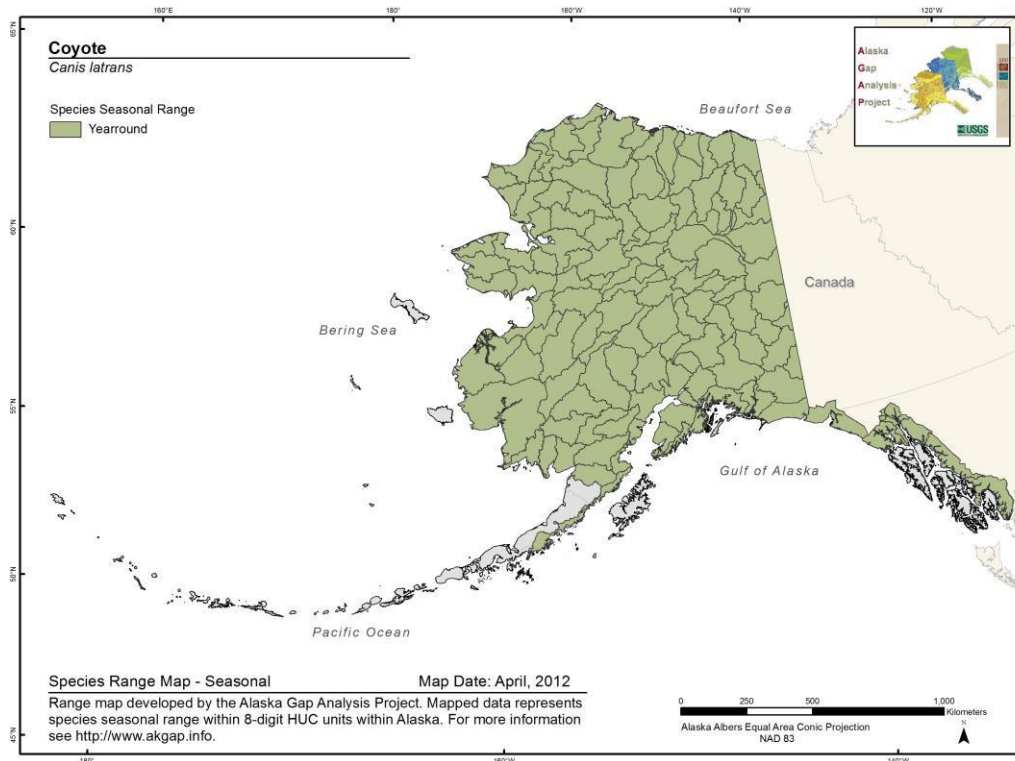 160°E
180°
160°W
140°W
120°W
65°N
60°N
55°N
50°N
45°N
Coyote
Canis latrans
Species Seasonal Range
Yearround
Alaska
Gap
Analysis
Project
USGS
Beaufort Sea
Canada
Bering Sea
Gulf of Alaska
Pacific Ocean
Species Range Map - Seasonal Map Date: April, 2012
Range map developed by the Alaska Gap Analysis Project. Mapped data represents
species seasonal range within 8-digit HUC units within Alaska. For more information
see http://www.akgap.info.
0 250 500 1,000
Kilometers
Alaska Albers Equal Area Conic Projection
NAD 83
N
180°
160°W
140°W